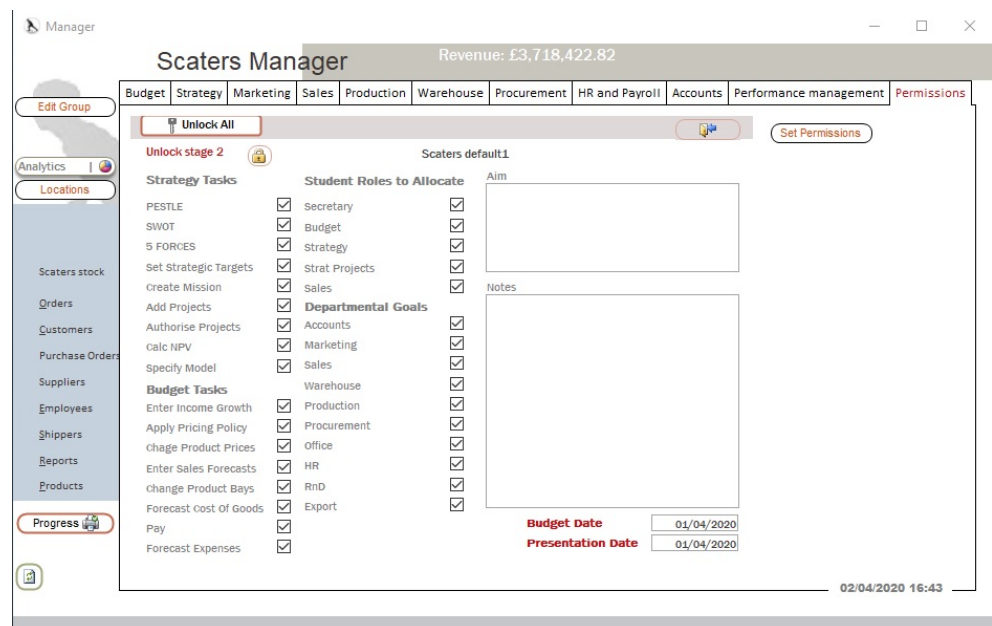 Manager
Scaters Manager
Revenue: £3,718,422.82
Budget Strategy Marketing Sales Production Warehouse Procurement HR and Payroll Accounts Performance management Permissions
Edit Group
Analytics
Locations
Scaters stock
Orders
Customers
Purchase Orders
Suppliers
Employees
Shippers
Reports
Products
Progress
Unlock All
Set Permissions
Unlock stage 2
Scaters default1
Strategy Tasks
PESTLE
SWOT
5 FORCES
Set Strategic Targets
Create Mission
Add Projects
Authorise Projects
Calc NPV
Specify Model
Budget Tasks
Enter Income Growth
Apply Pricing Policy
Chage Product Prices
Enter Sales Forecasts
Change Product Bays
Forecast Cost Of Goods
Pay
Forecast Expenses
Student Roles to Allocate
Secretary
Budget
Strategy
Strat Projects
Sales
Departmental Goals
Accounts
Marketing
Sales
Warehouse
Production
Procurement
Office
HR
RnD
Export
Aim
Notes
Budget Date 01/04/2020
Presentation Date 01/04/2020
02/04/2020 16:43